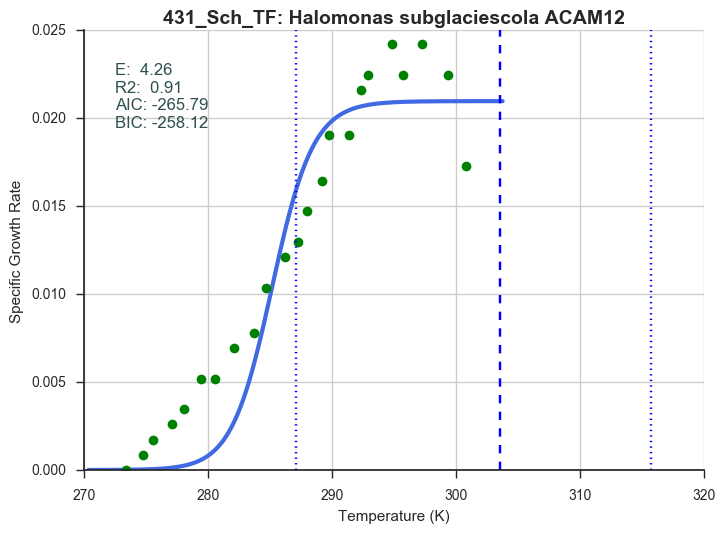 431_Sch_TF: Halomonas subglaciescola ACAM12
E:  4.26
R2:  0.91
AIC: -265.79
BIC: -258.12
Specific Growth Rate
0.025
0.020
0.015
0.010
0.005
0.000
270 280 290 300 310 320
Temperature (K)